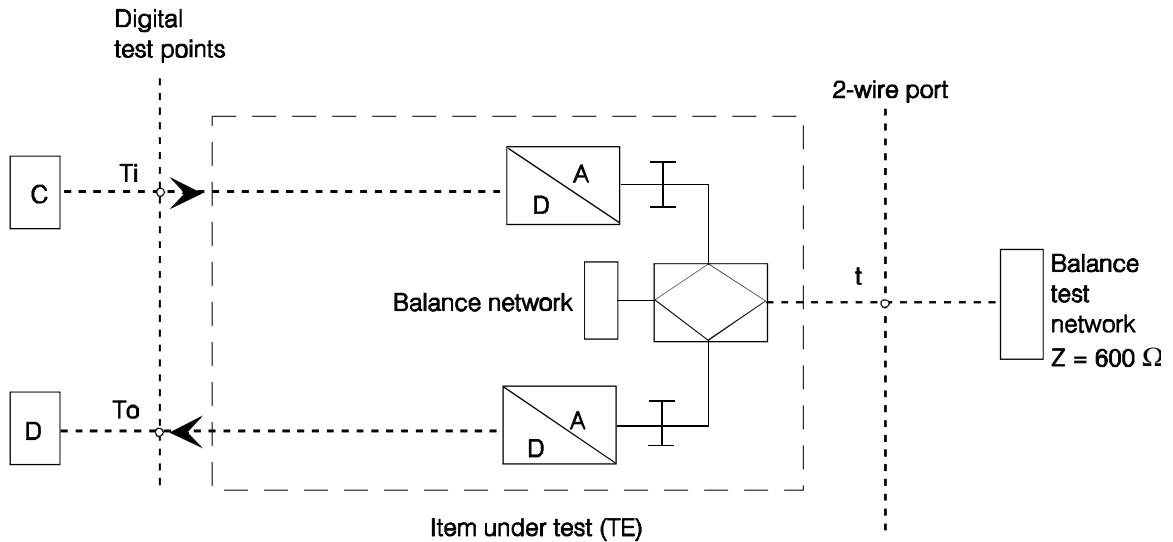 Digital
test points
2-wire port
Ti
C
A
D
t
Balance
test
network
Z = 600 Ω
Balance network
To
D
A
D
Item under test (TE)